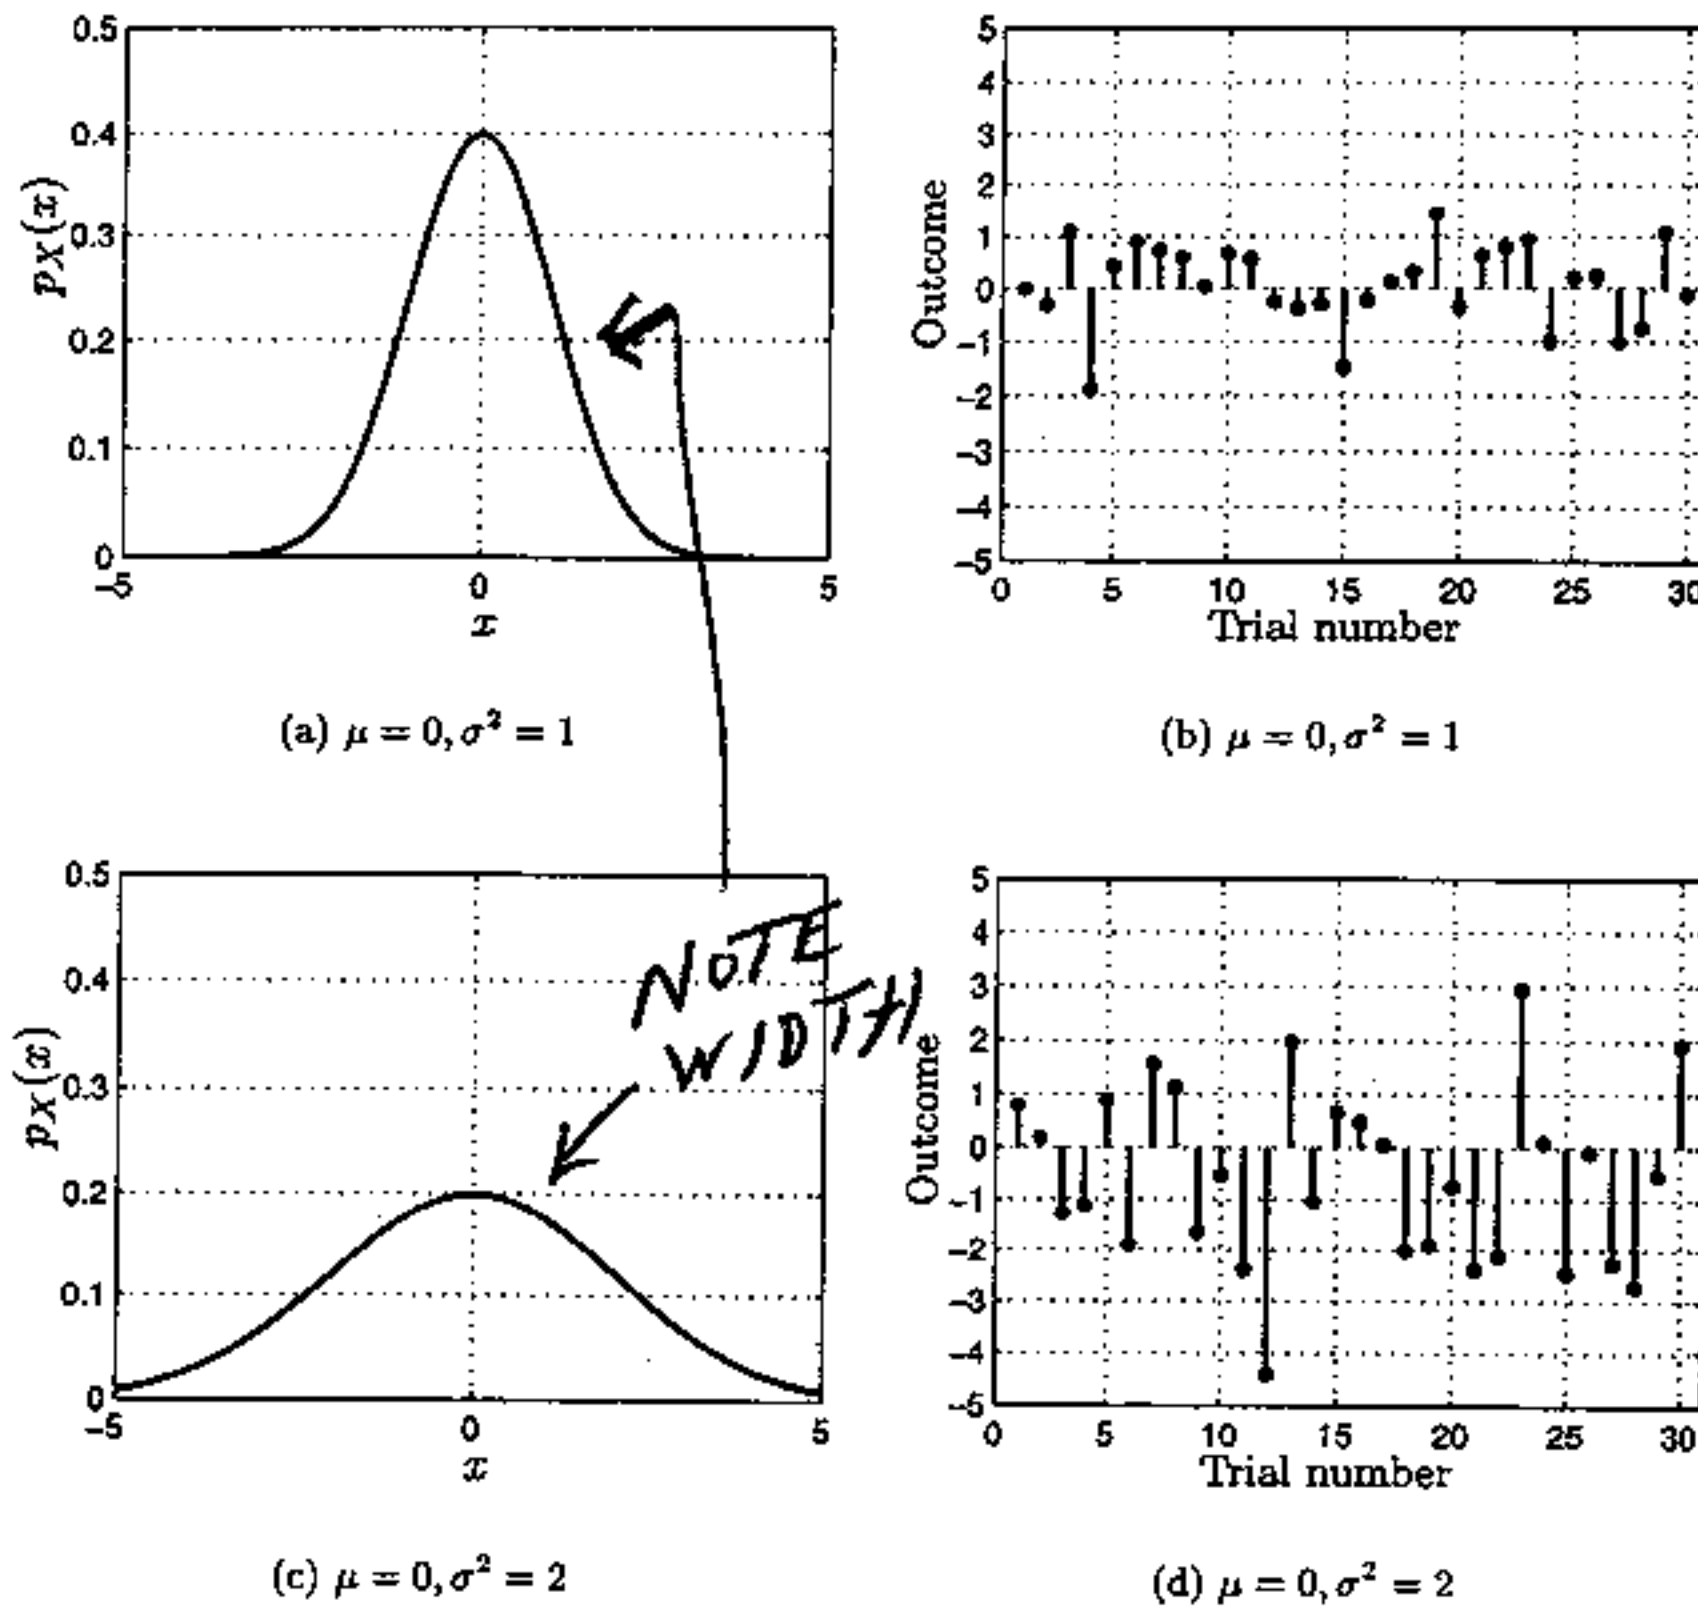 0.5
0.4
0.3
0.2
0.1
0
pX(x)
−5 0 5
x
(a) μ = 0, σ² = 1
5
4
3
2
1
0
−1
−2
−3
−4
−5
Outcome
0 5 10 15 20 25 30
Trial number
(b) μ = 0, σ² = 1
0.5
0.4
0.3
0.2
0.1
0
pX(x)
NOTE
WIDTH
−5 0 5
x
(c) μ = 0, σ² = 2
5
4
3
2
1
0
−1
−2
−3
−4
−5
Outcome
0 5 10 15 20 25 30
Trial number
(d) μ = 0, σ² = 2